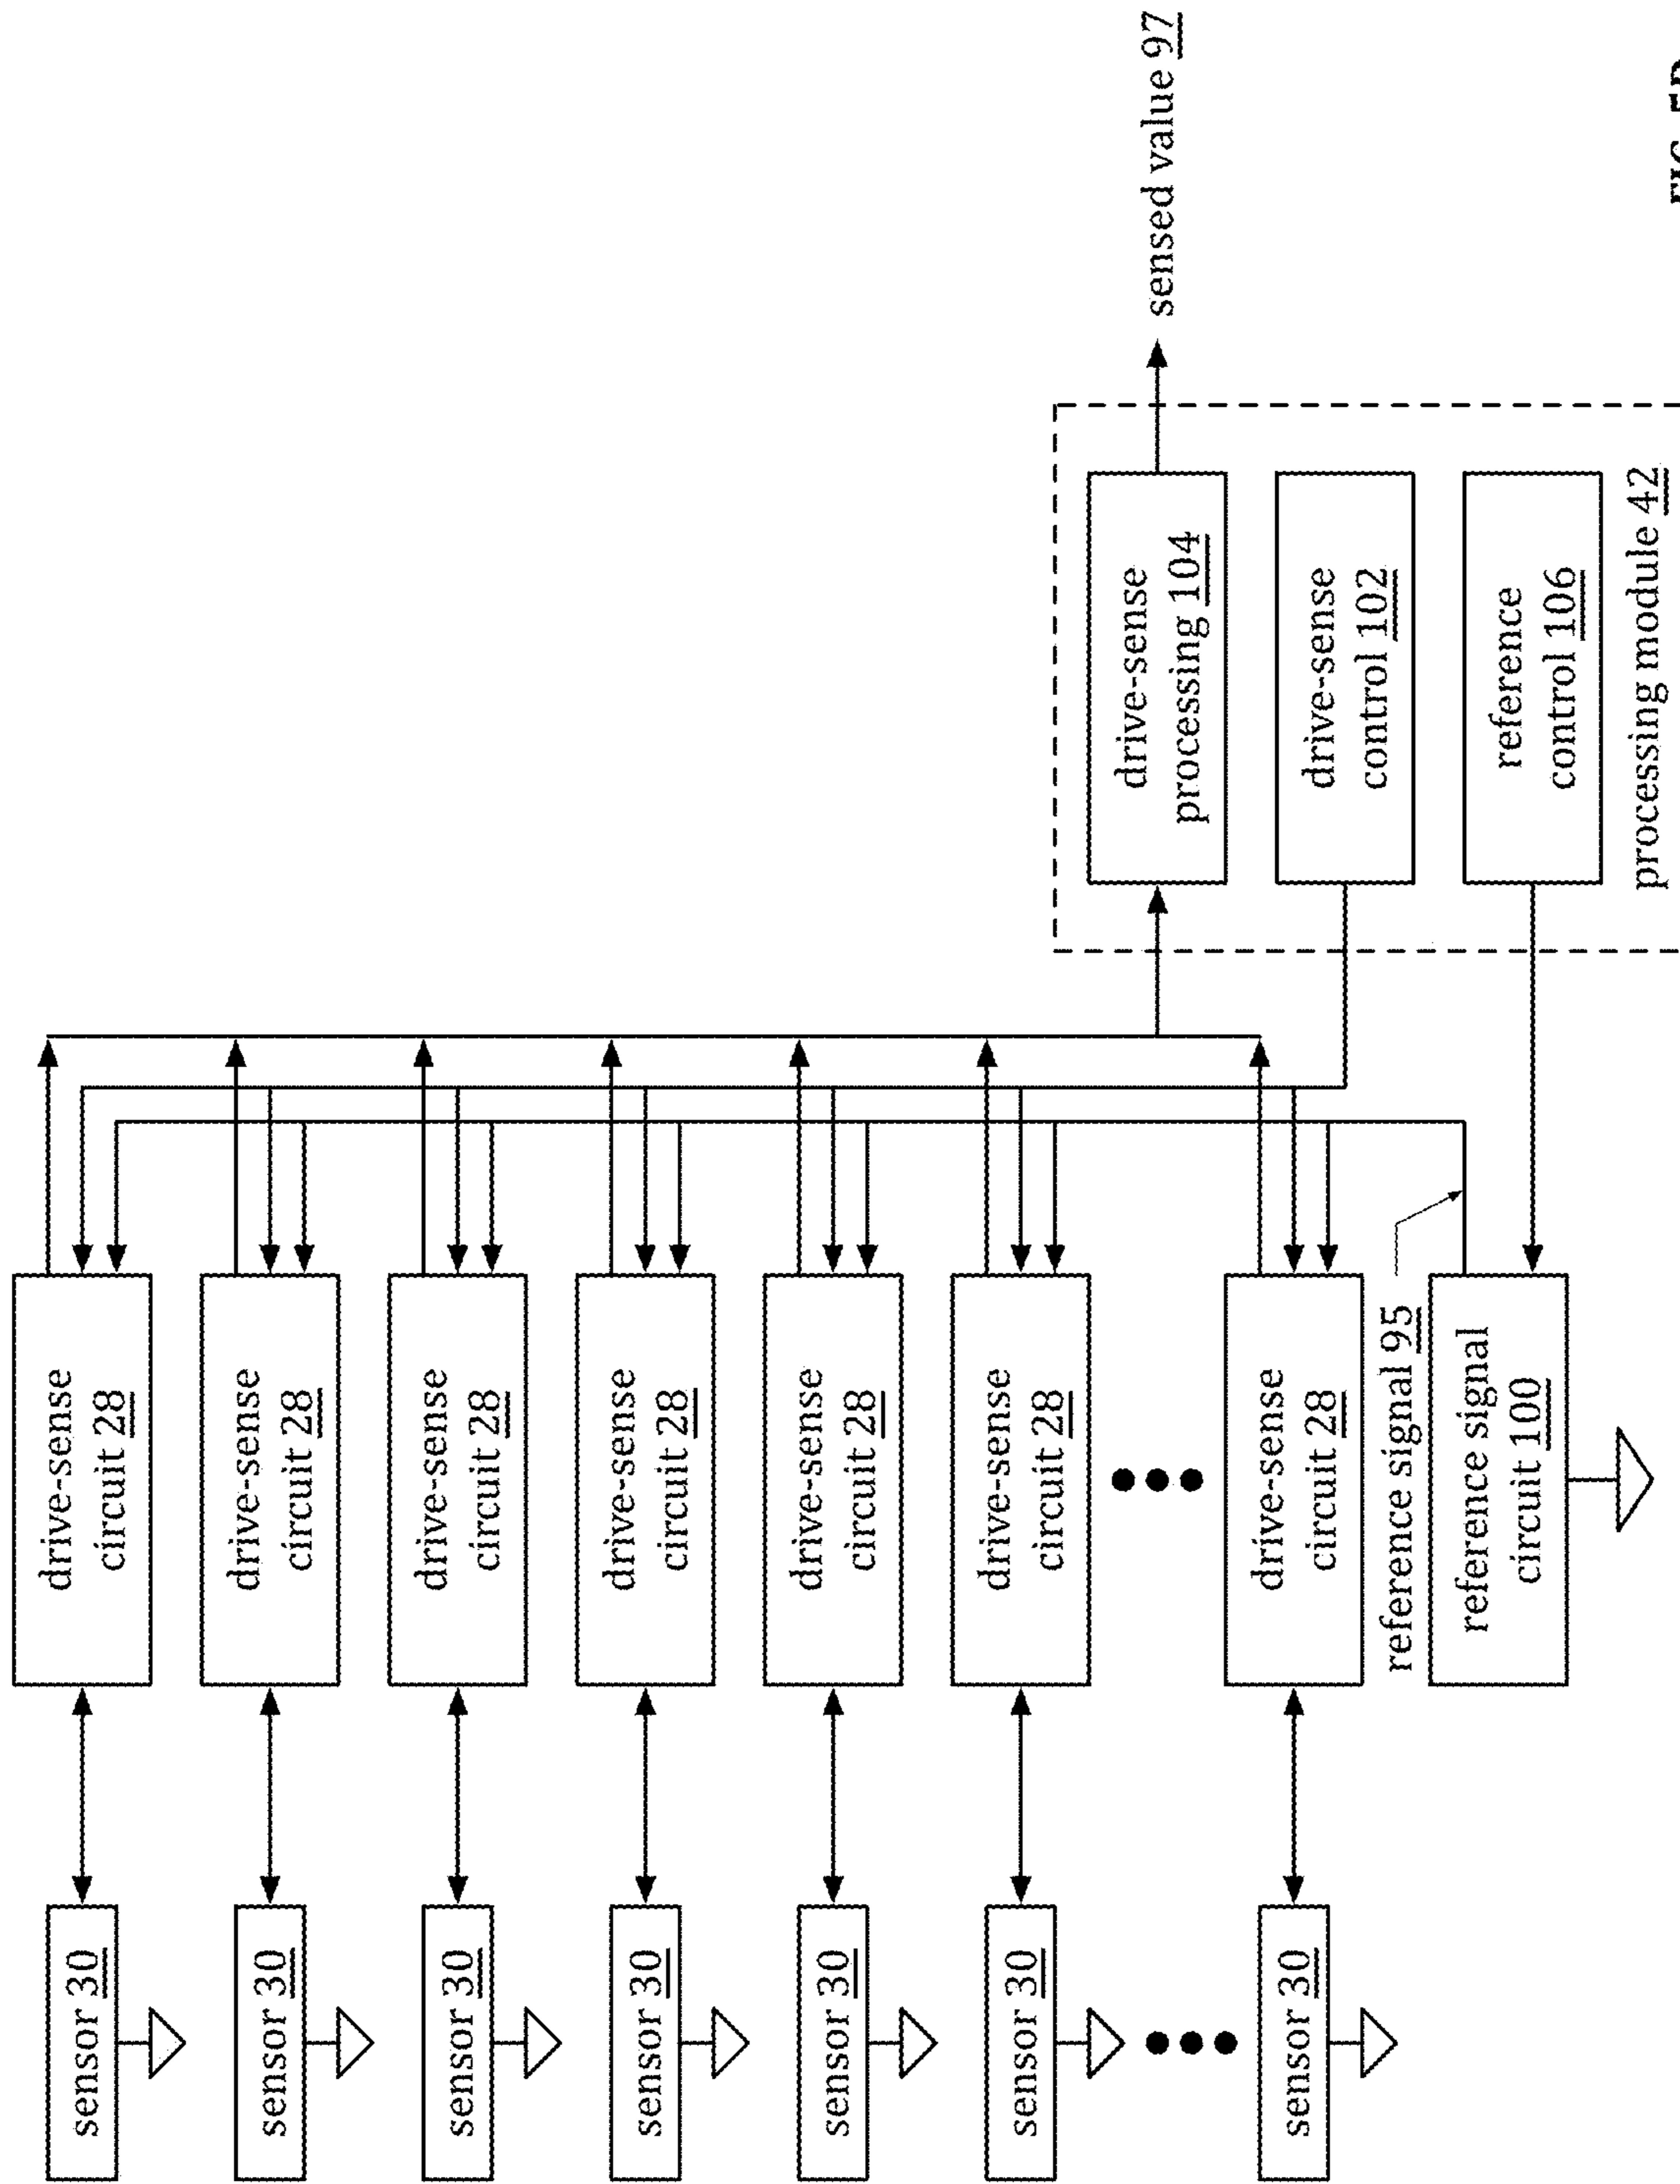 drive-sense
circuit 28
sensor 30
drive-sense
circuit 28
sensor 30
drive-sense
circuit 28
sensor 30
drive-sense
circuit 28
sensor 30
drive-sense
circuit 28
sensor 30
drive-sense
circuit 28
sensor 30
drive-sense
processing 104
sensed value 97
drive-sense
circuit 28
sensor 30
drive-sense
control 102
reference signal 95
reference signal
circuit 100
reference
control 106
processing module 42